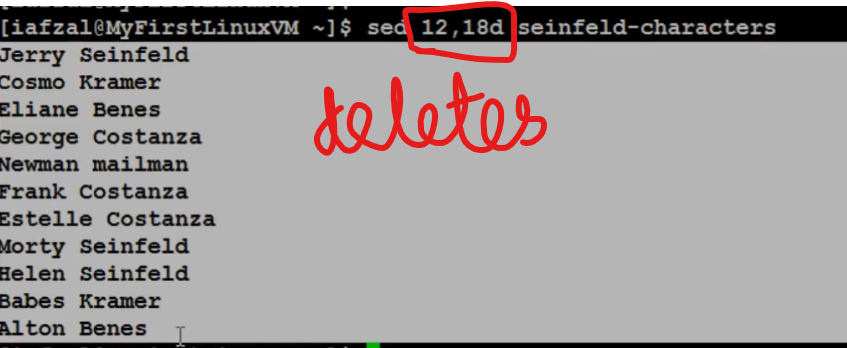 [iafzal@MyFirstLinuxVM ~]$ sed 12,18d seinfeld-characters
deletes
Jerry Seinfeld
Cosmo Kramer
Eliane Benes
George Costanza
Newman mailman
Frank Costanza
Estelle Costanza
Morty Seinfeld
Helen Seinfeld
Babes Kramer
Alton Benes